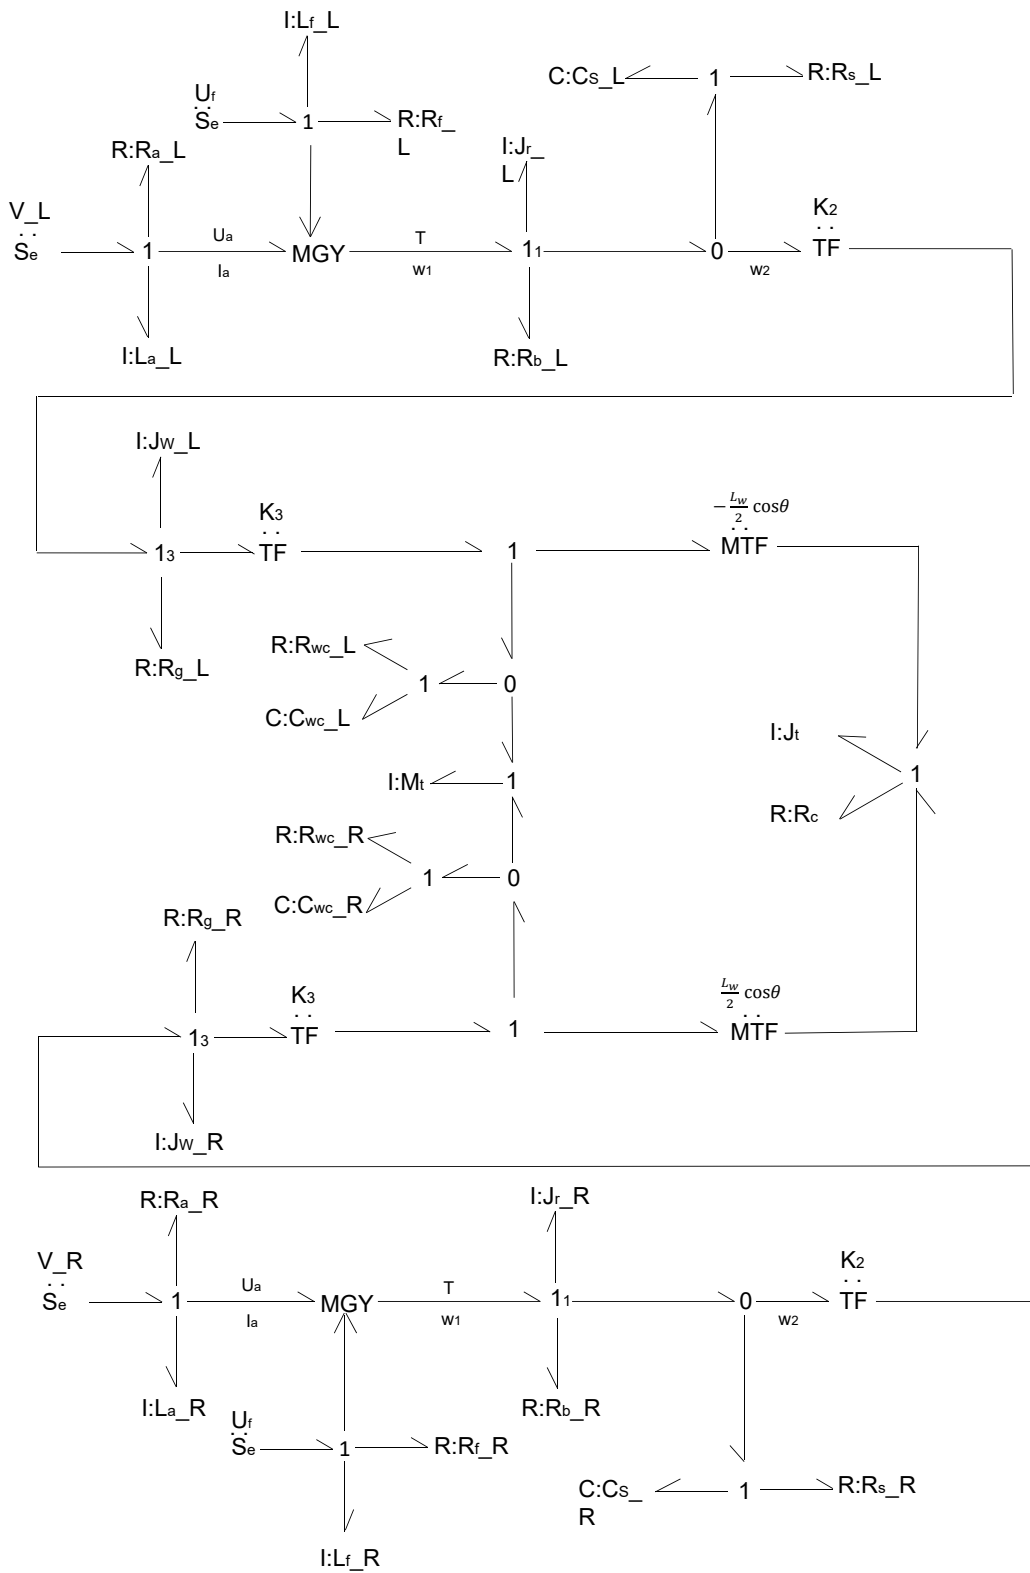 I:Lf_L
C:CS_L
1
R:Rs_L
Uf
Se
1
R:Rf_
L
R:Ra_L
I:Jr_
L
V_L
Se
1
Ua
Ia
MGY
T
w1
11
0
w2
K2
TF
I:La_L
R:Rb_L
I:JW_L
K3
−Lw/2 cosθ
13
TF
1
MTF
R:Rg_L
R:Rwc_L
1
0
C:Cwc_L
I:Jt
I:Mt
1
1
R:Rc
R:Rwc_R
1
0
C:Cwc_R
R:Rg_R
K3
Lw/2 cosθ
13
TF
1
MTF
I:JW_R
R:Ra_R
I:Jr_R
V_R
Se
1
Ua
Ia
MGY
T
w1
11
0
w2
K2
TF
I:La_R
R:Rb_R
Uf
Se
1
R:Rf_R
C:CS_
R
1
R:Rs_R
I:Lf_R